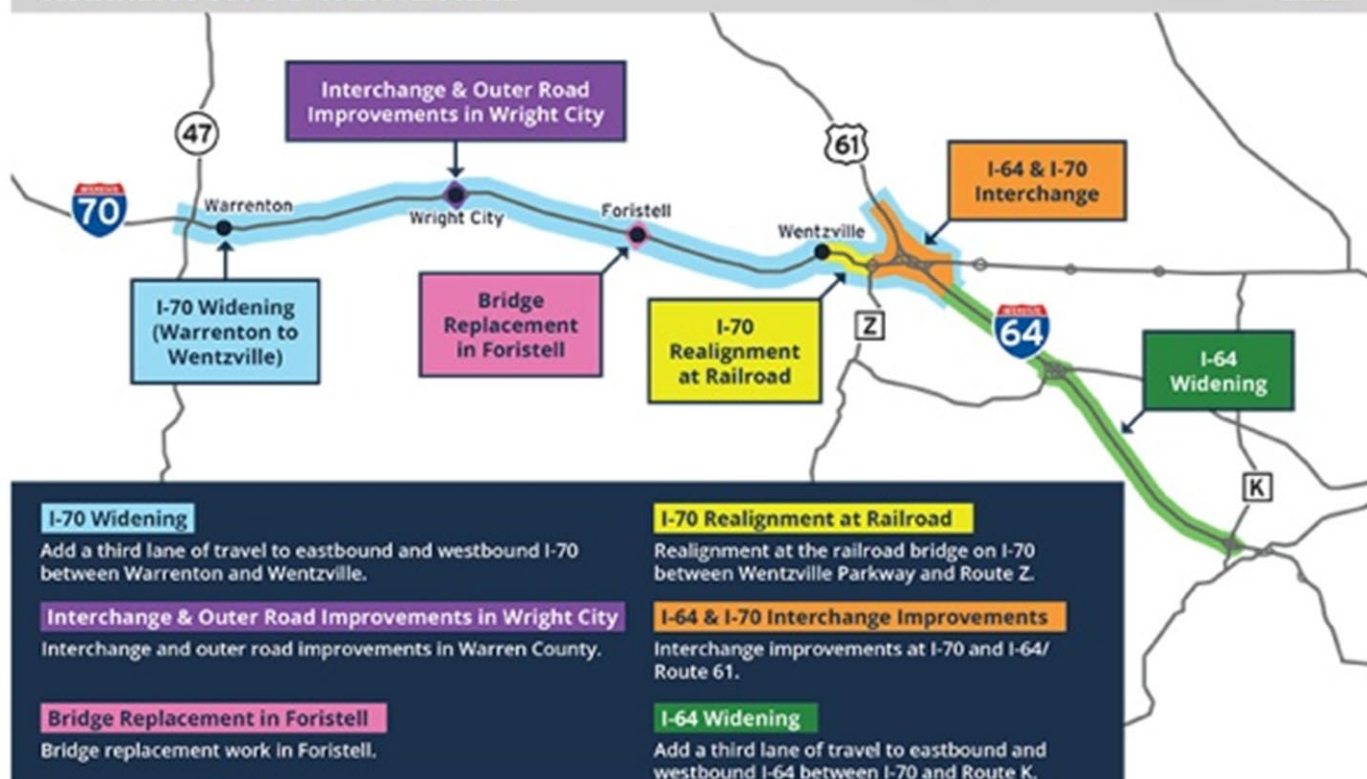 Interchange & Outer Road
Improvements in Wright City
47
61
I-64 & I-70
Interchange
INTERSTATE
70
Warrenton
Wright City
Foristell
Wentzville
I-70 Widening
(Warrenton to
Wentzville)
Bridge
Replacement
in Foristell
I-70
Realignment
at Railroad
Z
INTERSTATE
64
I-64
Widening
K
I-70 Widening
Add a third lane of travel to eastbound and westbound I-70
between Warrenton and Wentzville.
Interchange & Outer Road Improvements in Wright City
Interchange and outer road improvements in Warren County.
Bridge Replacement in Foristell
Bridge replacement work in Foristell.
I-70 Realignment at Railroad
Realignment at the railroad bridge on I-70
between Wentzville Parkway and Route Z.
I-64 & I-70 Interchange Improvements
Interchange improvements at I-70 and I-64/
Route 61.
I-64 Widening
Add a third lane of travel to eastbound and
westbound I-64 between I-70 and Route K.